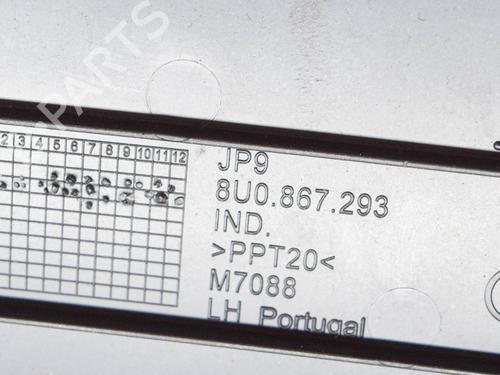 PARTS
2 3 4 5 6 7 8 9 10 11 12
JP9
8U0.867.293
IND.
>PPT20<
M7088
LH Portugal